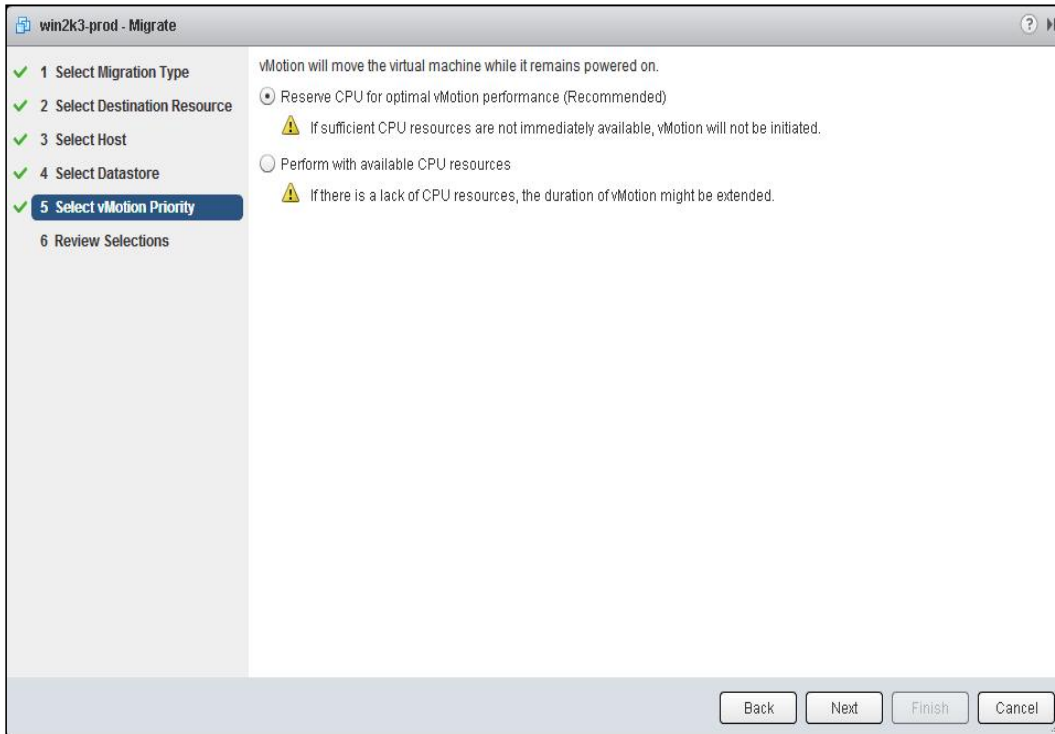 win2k3-prod - Migrate
?
1 Select Migration Type
2 Select Destination Resource
3 Select Host
4 Select Datastore
5 Select vMotion Priority
6 Review Selections
vMotion will move the virtual machine while it remains powered on.
Reserve CPU for optimal vMotion performance (Recommended)
If sufficient CPU resources are not immediately available, vMotion will not be initiated.
Perform with available CPU resources
If there is a lack of CPU resources, the duration of vMotion might be extended.
Back
Next
Finish
Cancel